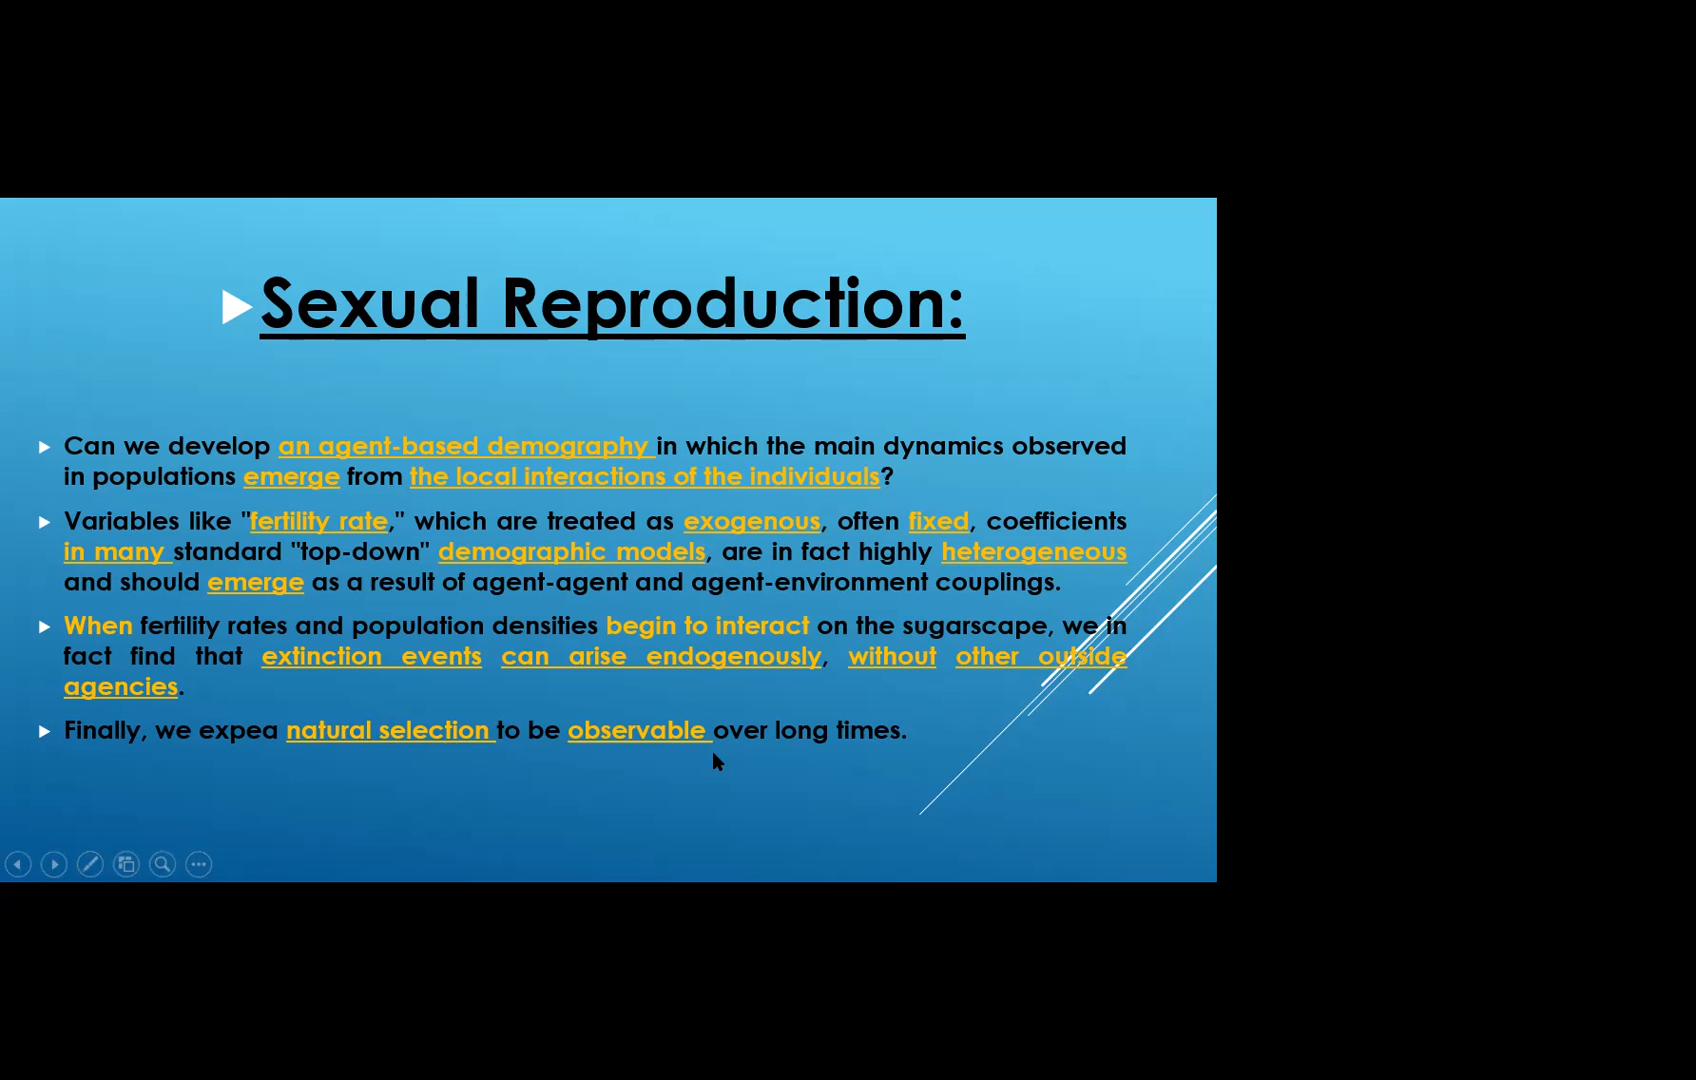 Sexual Reproduction:
Can we develop an agent-based demography in which the main dynamics observed
in populations emerge from the local interactions of the individuals?
Variables like "fertility rate," which are treated as exogenous, often fixed, coefficients
in many standard "top-down" demographic models, are in fact highly heterogeneous
and should emerge as a result of agent-agent and agent-environment couplings.
When fertility rates and population densities begin to interact on the sugarscape, we in
fact find that extinction events can arise endogenously, without other outside
agencies.
Finally, we expea natural selection to be observable over long times.